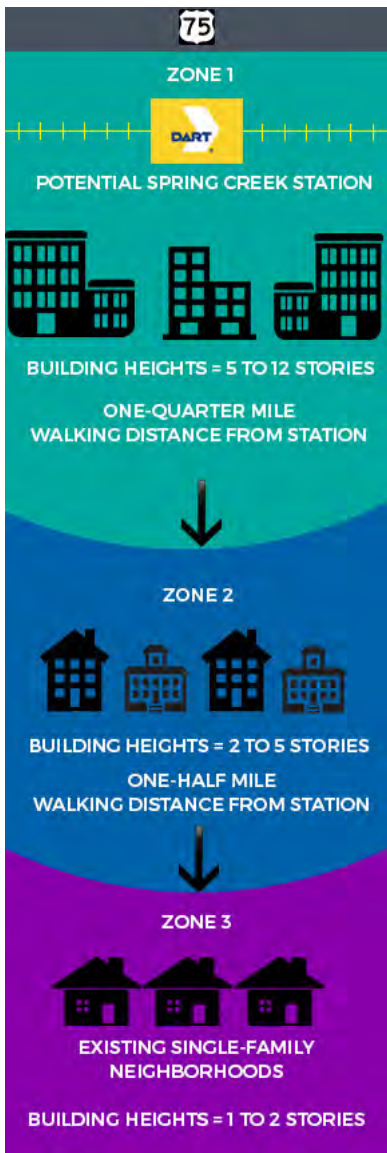 75
ZONE 1
DART
POTENTIAL SPRING CREEK STATION
BUILDING HEIGHTS = 5 TO 12 STORIES
ONE-QUARTER MILE
WALKING DISTANCE FROM STATION
ZONE 2
BUILDING HEIGHTS = 2 TO 5 STORIES
ONE-HALF MILE
WALKING DISTANCE FROM STATION
ZONE 3
EXISTING SINGLE-FAMILY
NEIGHBORHOODS
BUILDING HEIGHTS = 1 TO 2 STORIES